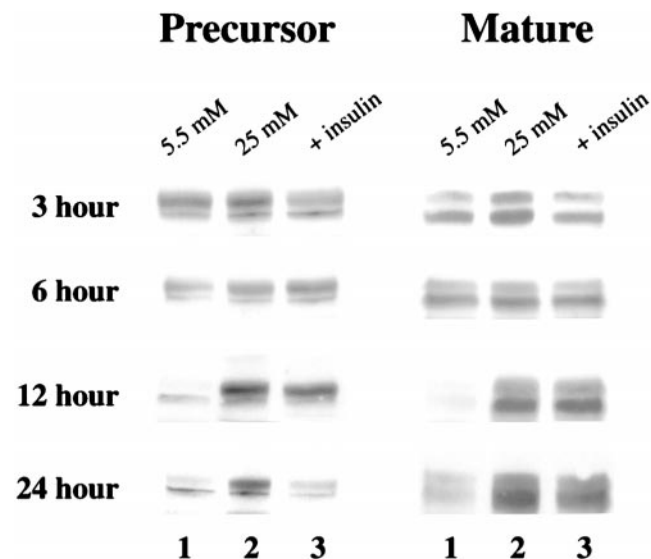 Precursor Mature
5.5 mM 25 mM + insulin 5.5 mM 25 mM + insulin
3 hour
6 hour
12 hour
24 hour
1 2 3 1 2 3